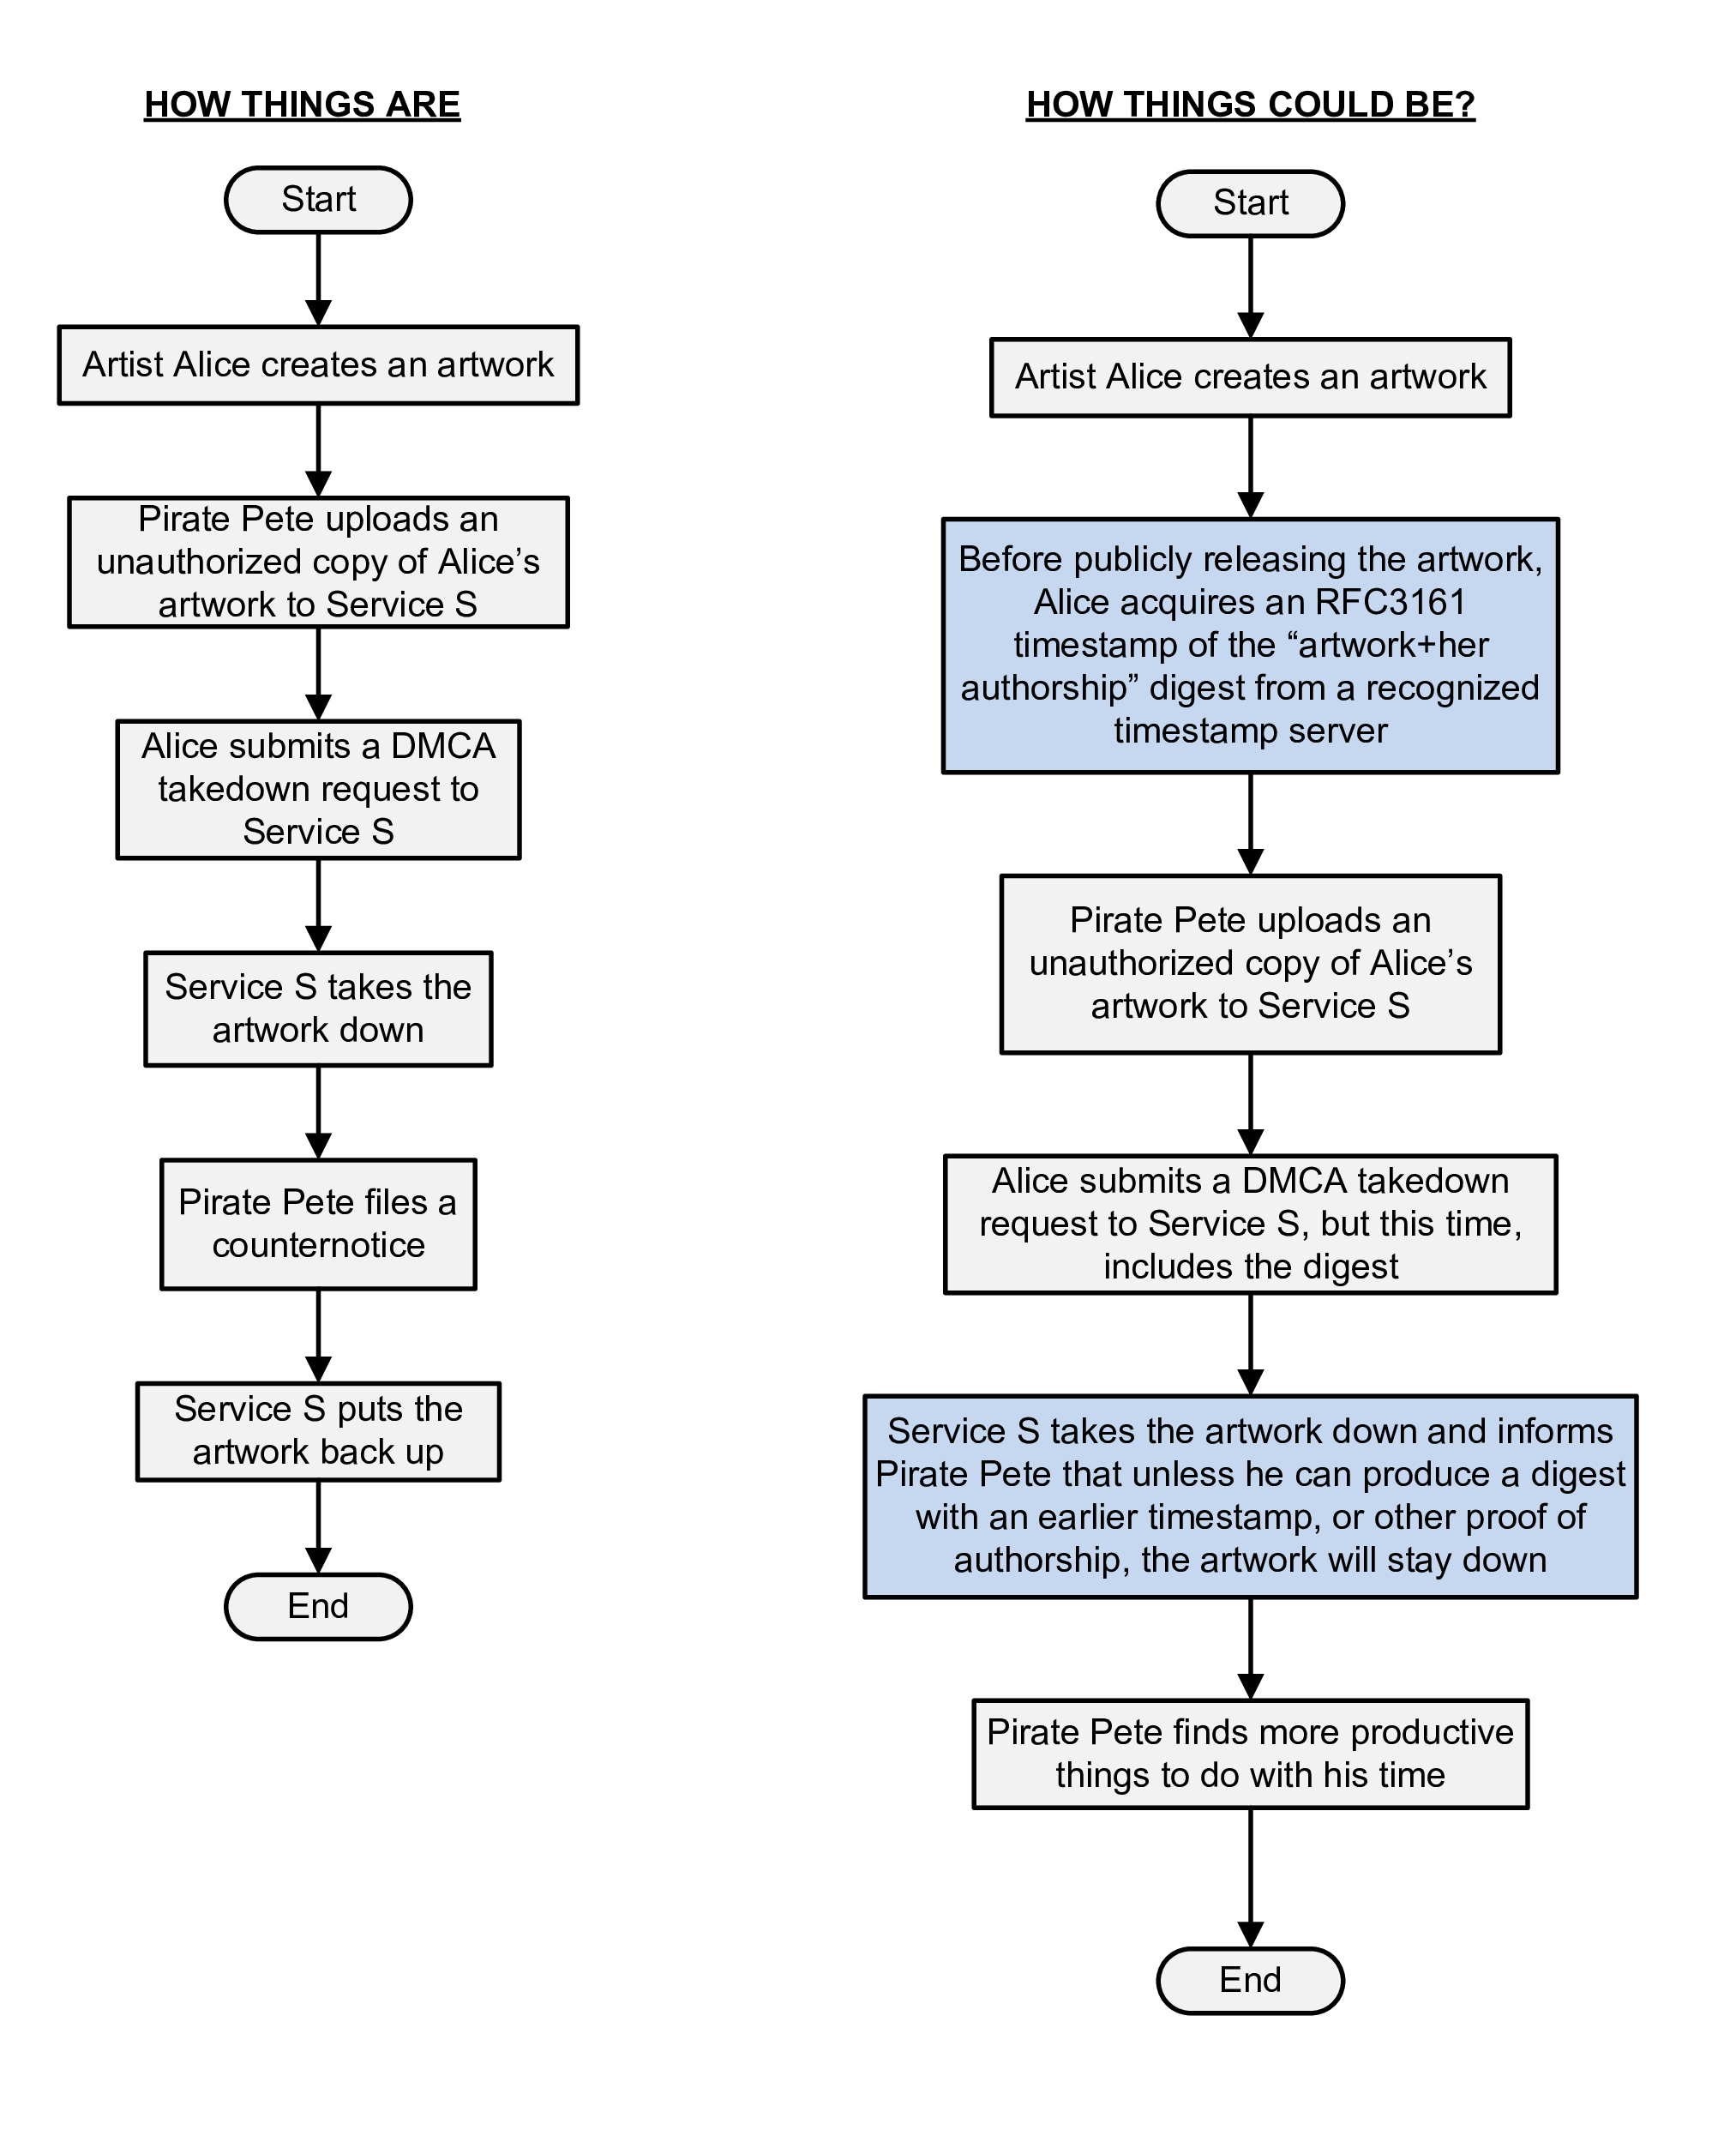 HOW THINGS ARE
Start
Artist Alice creates an artwork
Pirate Pete uploads an
unauthorized copy of Alice’s
artwork to Service S
Alice submits a DMCA
takedown request to
Service S
Service S takes the
artwork down
Pirate Pete files a
counternotice
Service S puts the
artwork back up
End
HOW THINGS COULD BE?
Start
Artist Alice creates an artwork
Before publicly releasing the artwork,
Alice acquires an RFC3161
timestamp of the “artwork+her
authorship” digest from a recognized
timestamp server
Pirate Pete uploads an
unauthorized copy of Alice’s
artwork to Service S
Alice submits a DMCA takedown
request to Service S, but this time,
includes the digest
Service S takes the artwork down and informs
Pirate Pete that unless he can produce a digest
with an earlier timestamp, or other proof of
authorship, the artwork will stay down
Pirate Pete finds more productive
things to do with his time
End